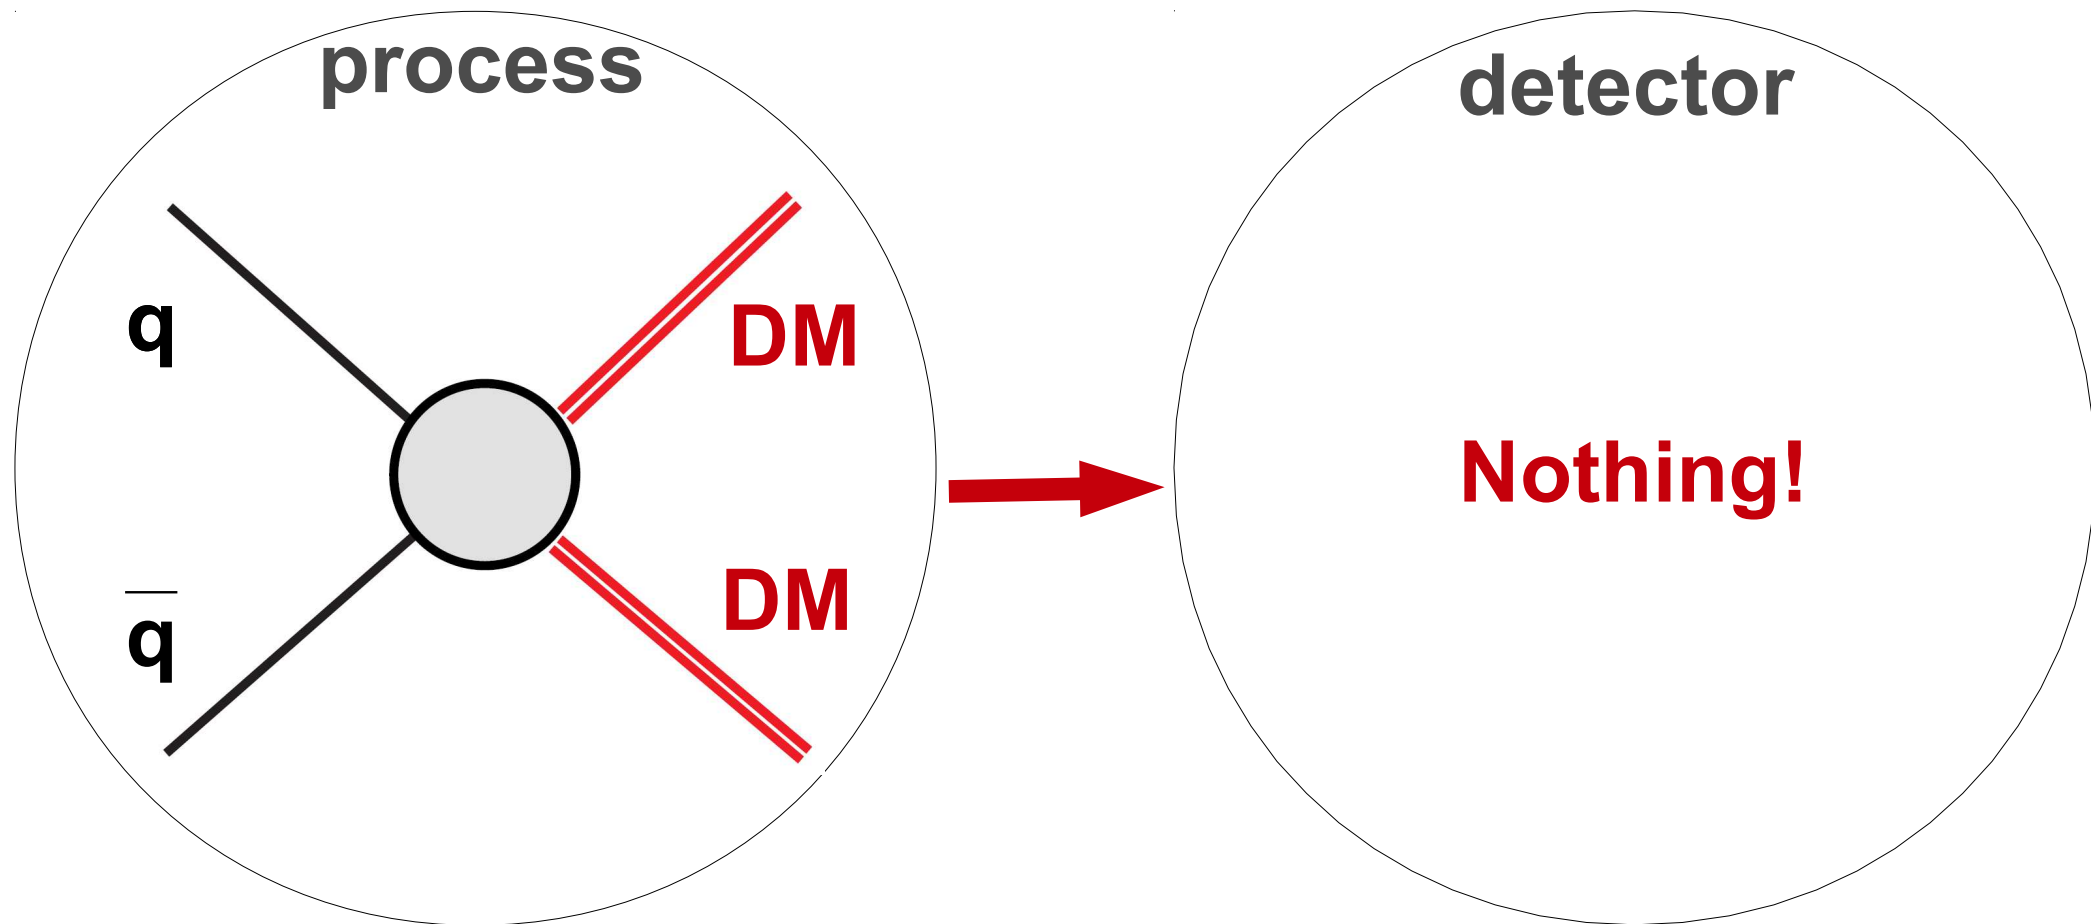 process
detector
q
DM
Nothing!
DM
q̅